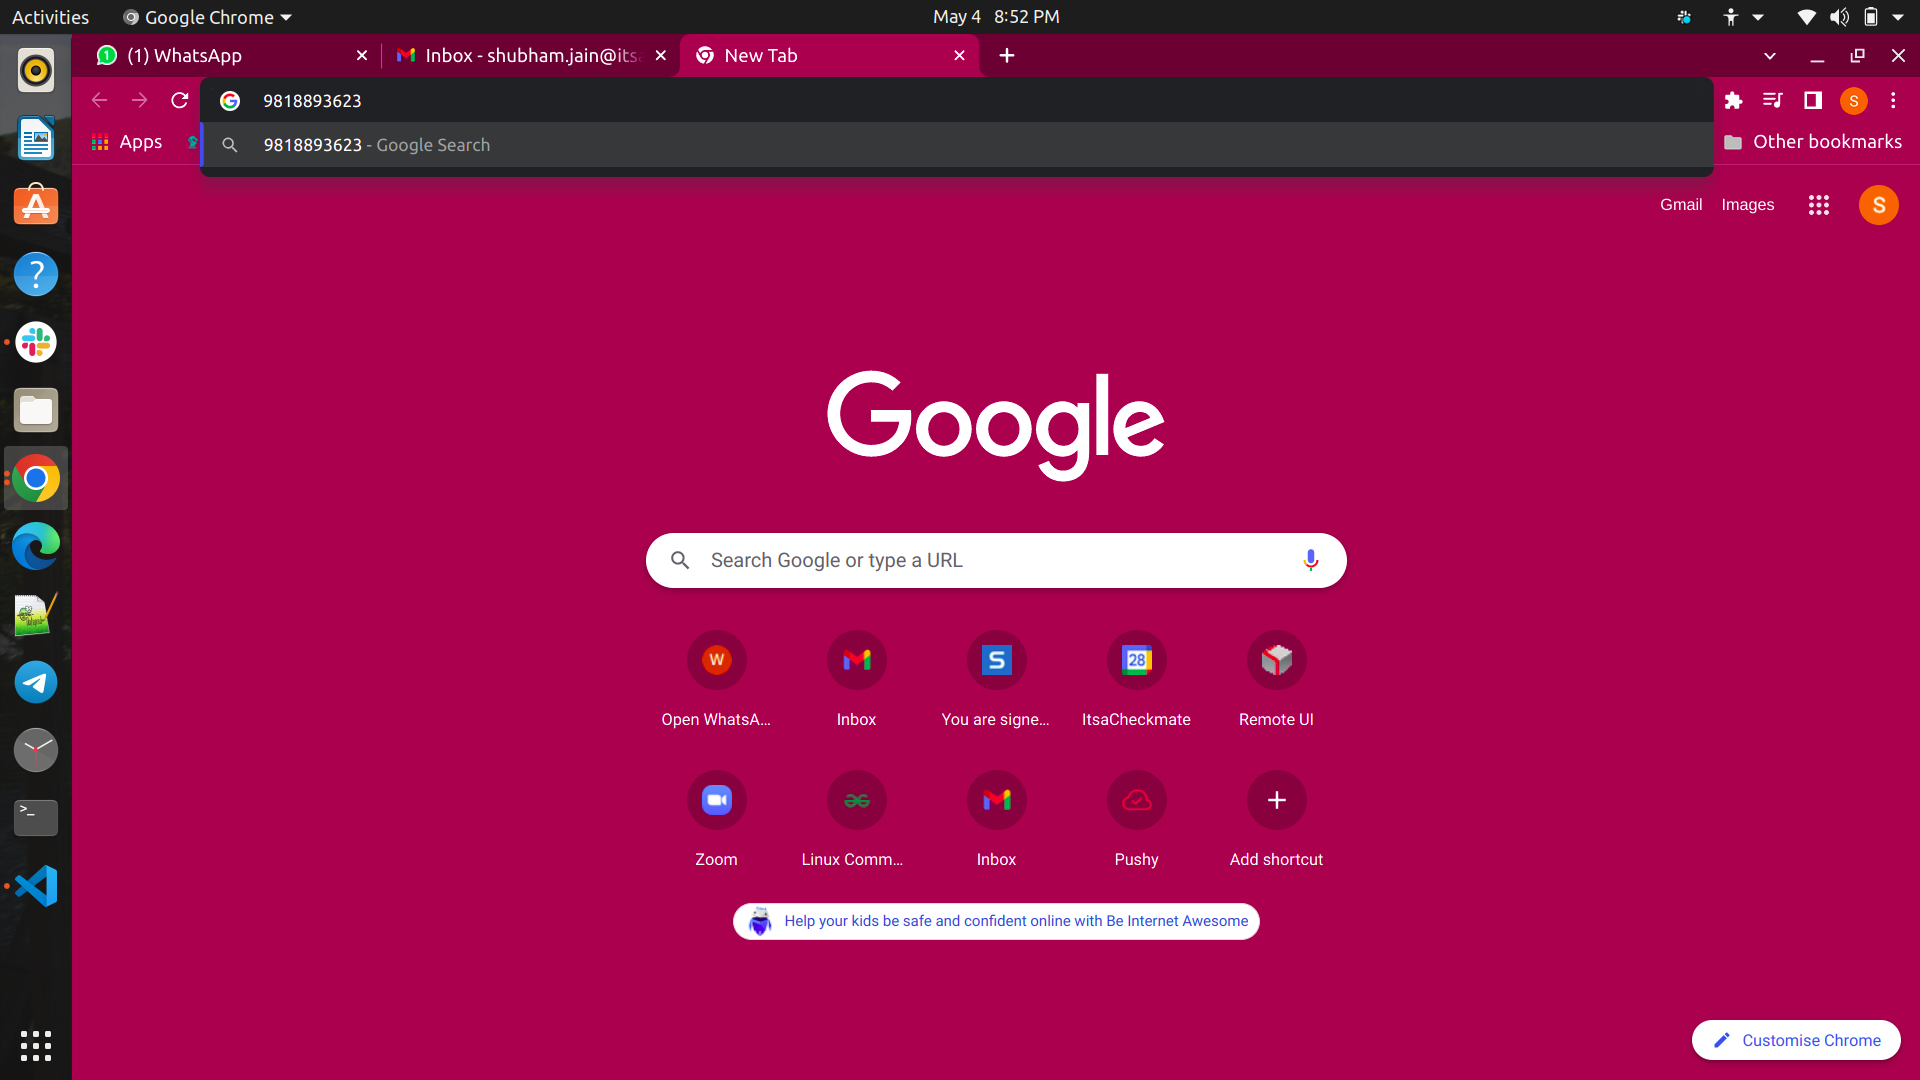 Activities
Google Chrome
May 4 8:52 PM
(1) WhatsApp
Inbox - shubham.jain@its
New Tab
9818893623
S
9818893623 - Google Search
Apps
Other bookmarks
Gmail
Images
S
Google
Search Google or type a URL
W
S
28
Open WhatsA...
Inbox
You are signe...
ItsaCheckmate
Remote UI
Zoom
Linux Comm...
Inbox
Pushy
Add shortcut
Help your kids be safe and confident online with Be Internet Awesome
Customise Chrome